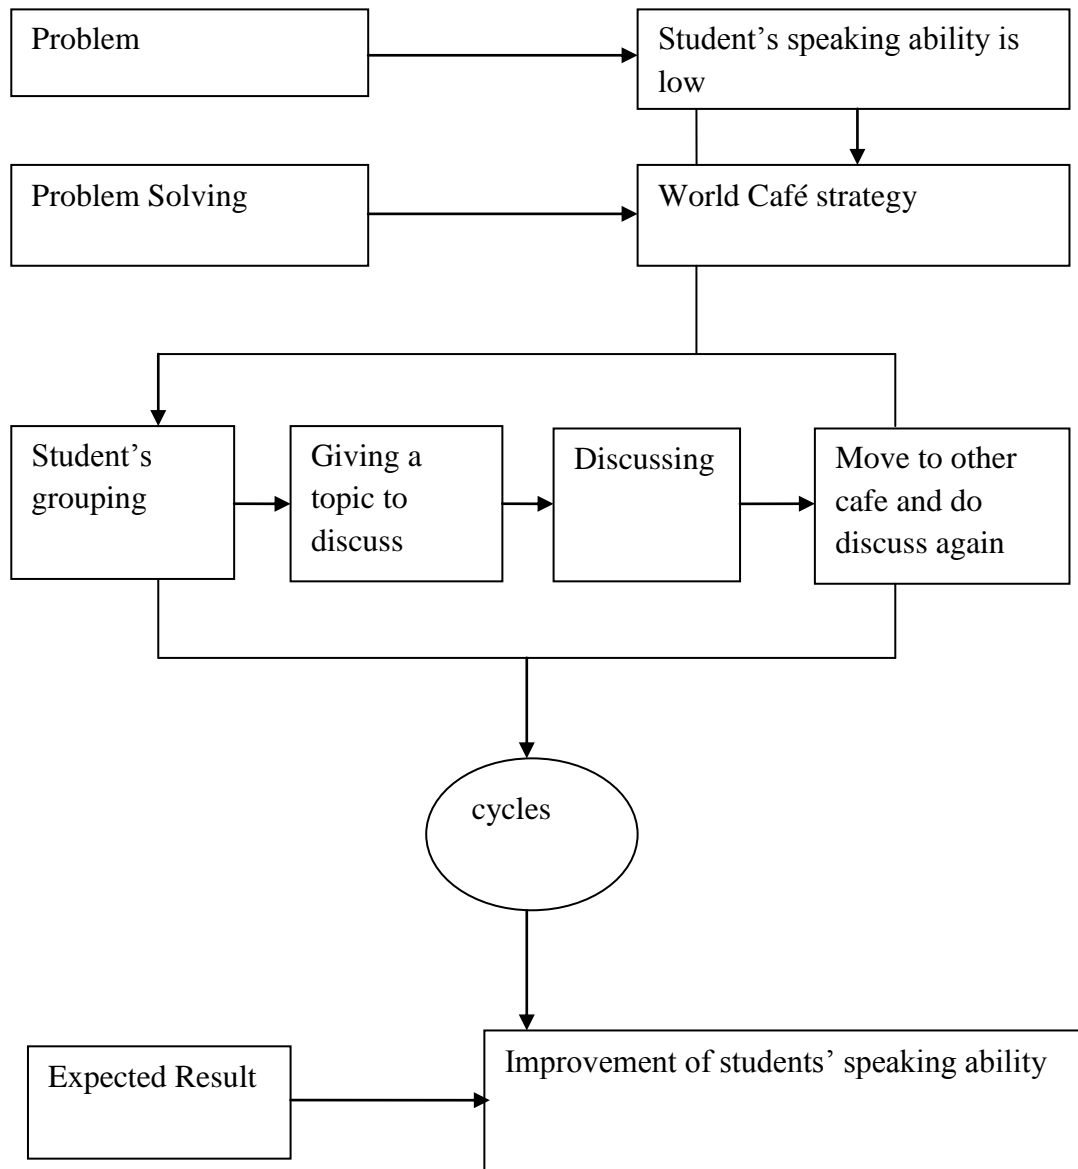 Problem
Student’s speaking ability is
low
Problem Solving
World Café strategy
Student’s
grouping
Giving a
topic to
discuss
Discussing
Move to other
cafe and do
discuss again
cycles
Expected Result
Improvement of students’ speaking ability